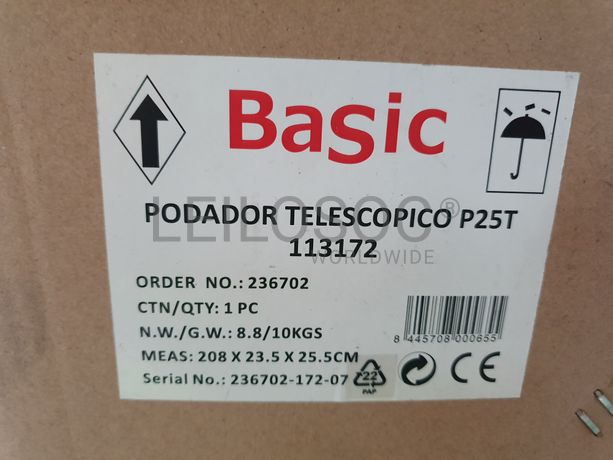 Basic
LEILOSOC®
WORLDWIDE
PODADOR TELESCOPICO P25T
113172
ORDER NO.: 236702
CTN/QTY: 1 PC
N.W./G.W.: 8.8/10KGS
MEAS: 208 X 23.5 X 25.5CM
Serial No.: 236702-172-07
8 445708 000655
22
PAP
CE